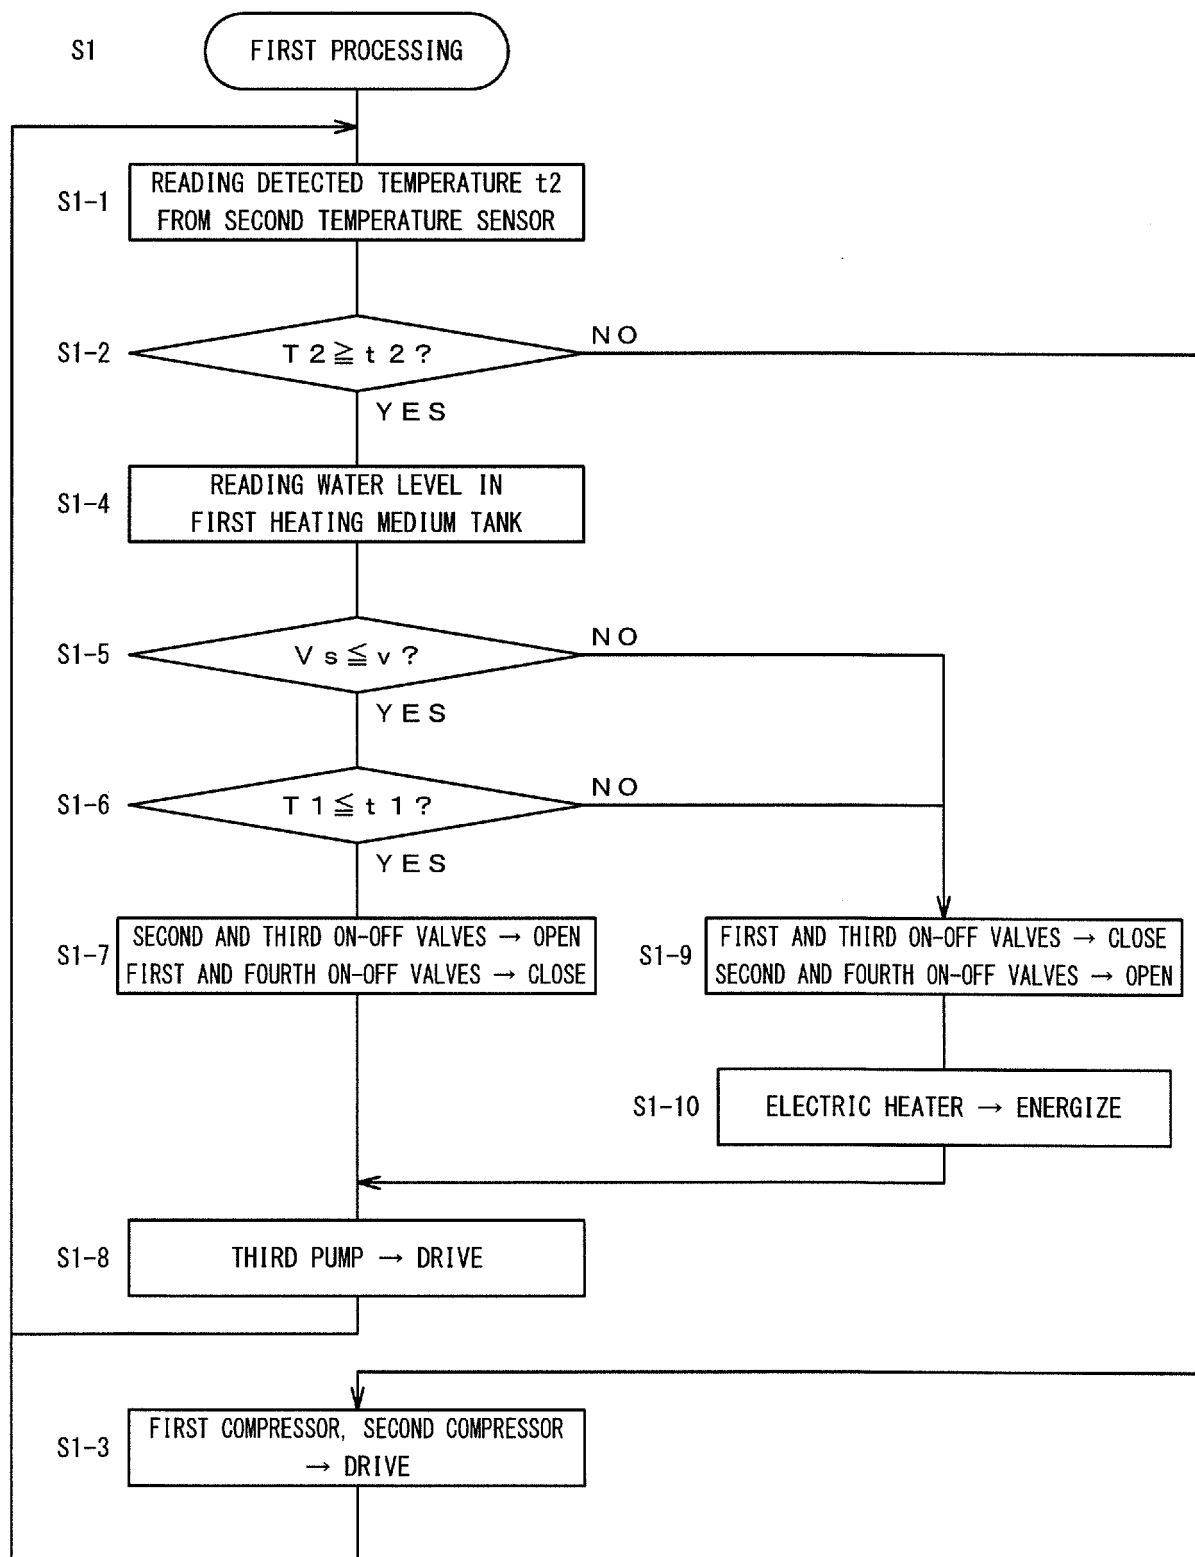 S1
FIRST PROCESSING
S1-1
READING DETECTED TEMPERATURE t2
FROM SECOND TEMPERATURE SENSOR
S1-2
T2≧t2?
NO
YES
S1-4
READING WATER LEVEL IN
FIRST HEATING MEDIUM TANK
S1-5
Vs≦v?
NO
YES
S1-6
T1≦t1?
NO
YES
S1-7
SECOND AND THIRD ON-OFF VALVES → OPEN
FIRST AND FOURTH ON-OFF VALVES → CLOSE
S1-9
FIRST AND THIRD ON-OFF VALVES → CLOSE
SECOND AND FOURTH ON-OFF VALVES → OPEN
S1-10
ELECTRIC HEATER → ENERGIZE
S1-8
THIRD PUMP → DRIVE
S1-3
FIRST COMPRESSOR, SECOND COMPRESSOR
→ DRIVE